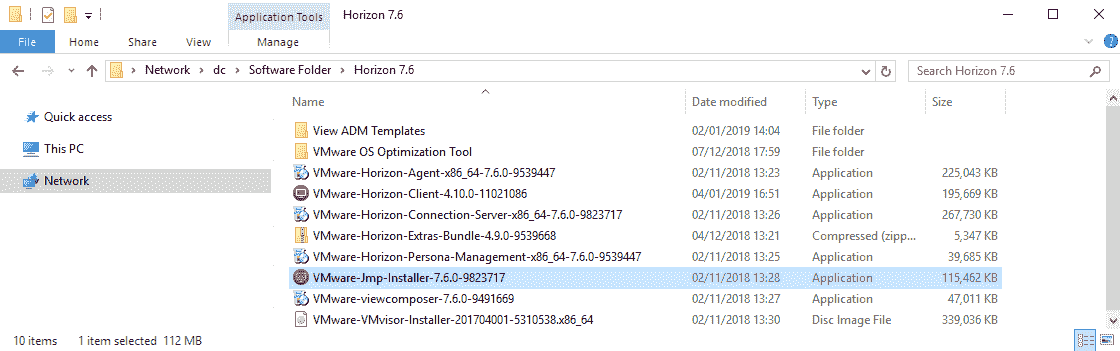 Application Tools Horizon 7.6
File Home Share View Manage
Network dc Software Folder Horizon 7.6 Search Horizon 7.6
Name Date modified Type Size
Quick access
This PC
Network
View ADM Templates 02/01/2019 14:04 File folder
VMware OS Optimization Tool 07/12/2018 17:59 File folder
VMware-Horizon-Agent-x86_64-7.6.0-9539447 02/11/2018 13:23 Application 225,043 KB
VMware-Horizon-Client-4.10.0-11021086 04/01/2019 16:51 Application 195,669 KB
VMware-Horizon-Connection-Server-x86_64-7.6.0-9823717 02/11/2018 13:26 Application 267,730 KB
VMware-Horizon-Extras-Bundle-4.9.0-9539668 04/12/2018 13:21 Compressed (zipp... 5,347 KB
VMware-Horizon-Persona-Management-x86_64-7.6.0-9539447 02/11/2018 13:25 Application 39,685 KB
VMware-Jmp-Installer-7.6.0-9823717 02/11/2018 13:28 Application 115,462 KB
VMware-viewcomposer-7.6.0-9491669 02/11/2018 13:27 Application 47,011 KB
VMware-VMvisor-Installer-201704001-5310538.x86_64 02/11/2018 13:30 Disc Image File 339,036 KB
10 items 1 item selected 112 MB